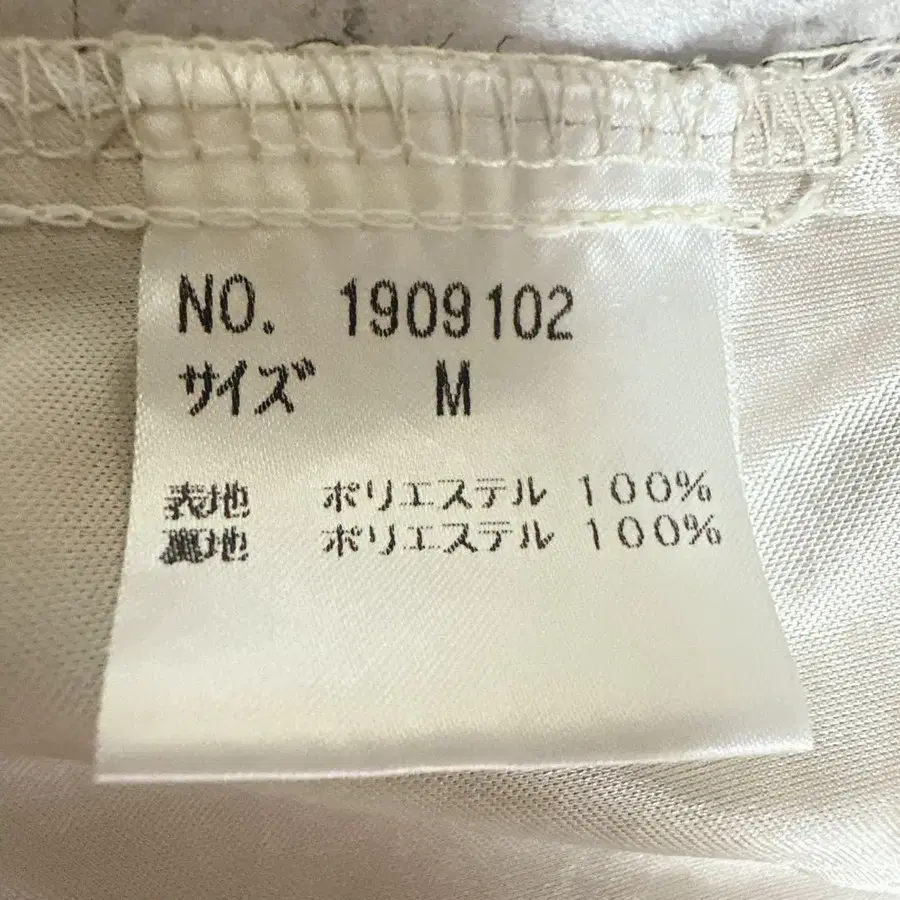 NO. 1909102
サイズ M
表地 ポリエステル 100%
裏地 ポリエステル 100%